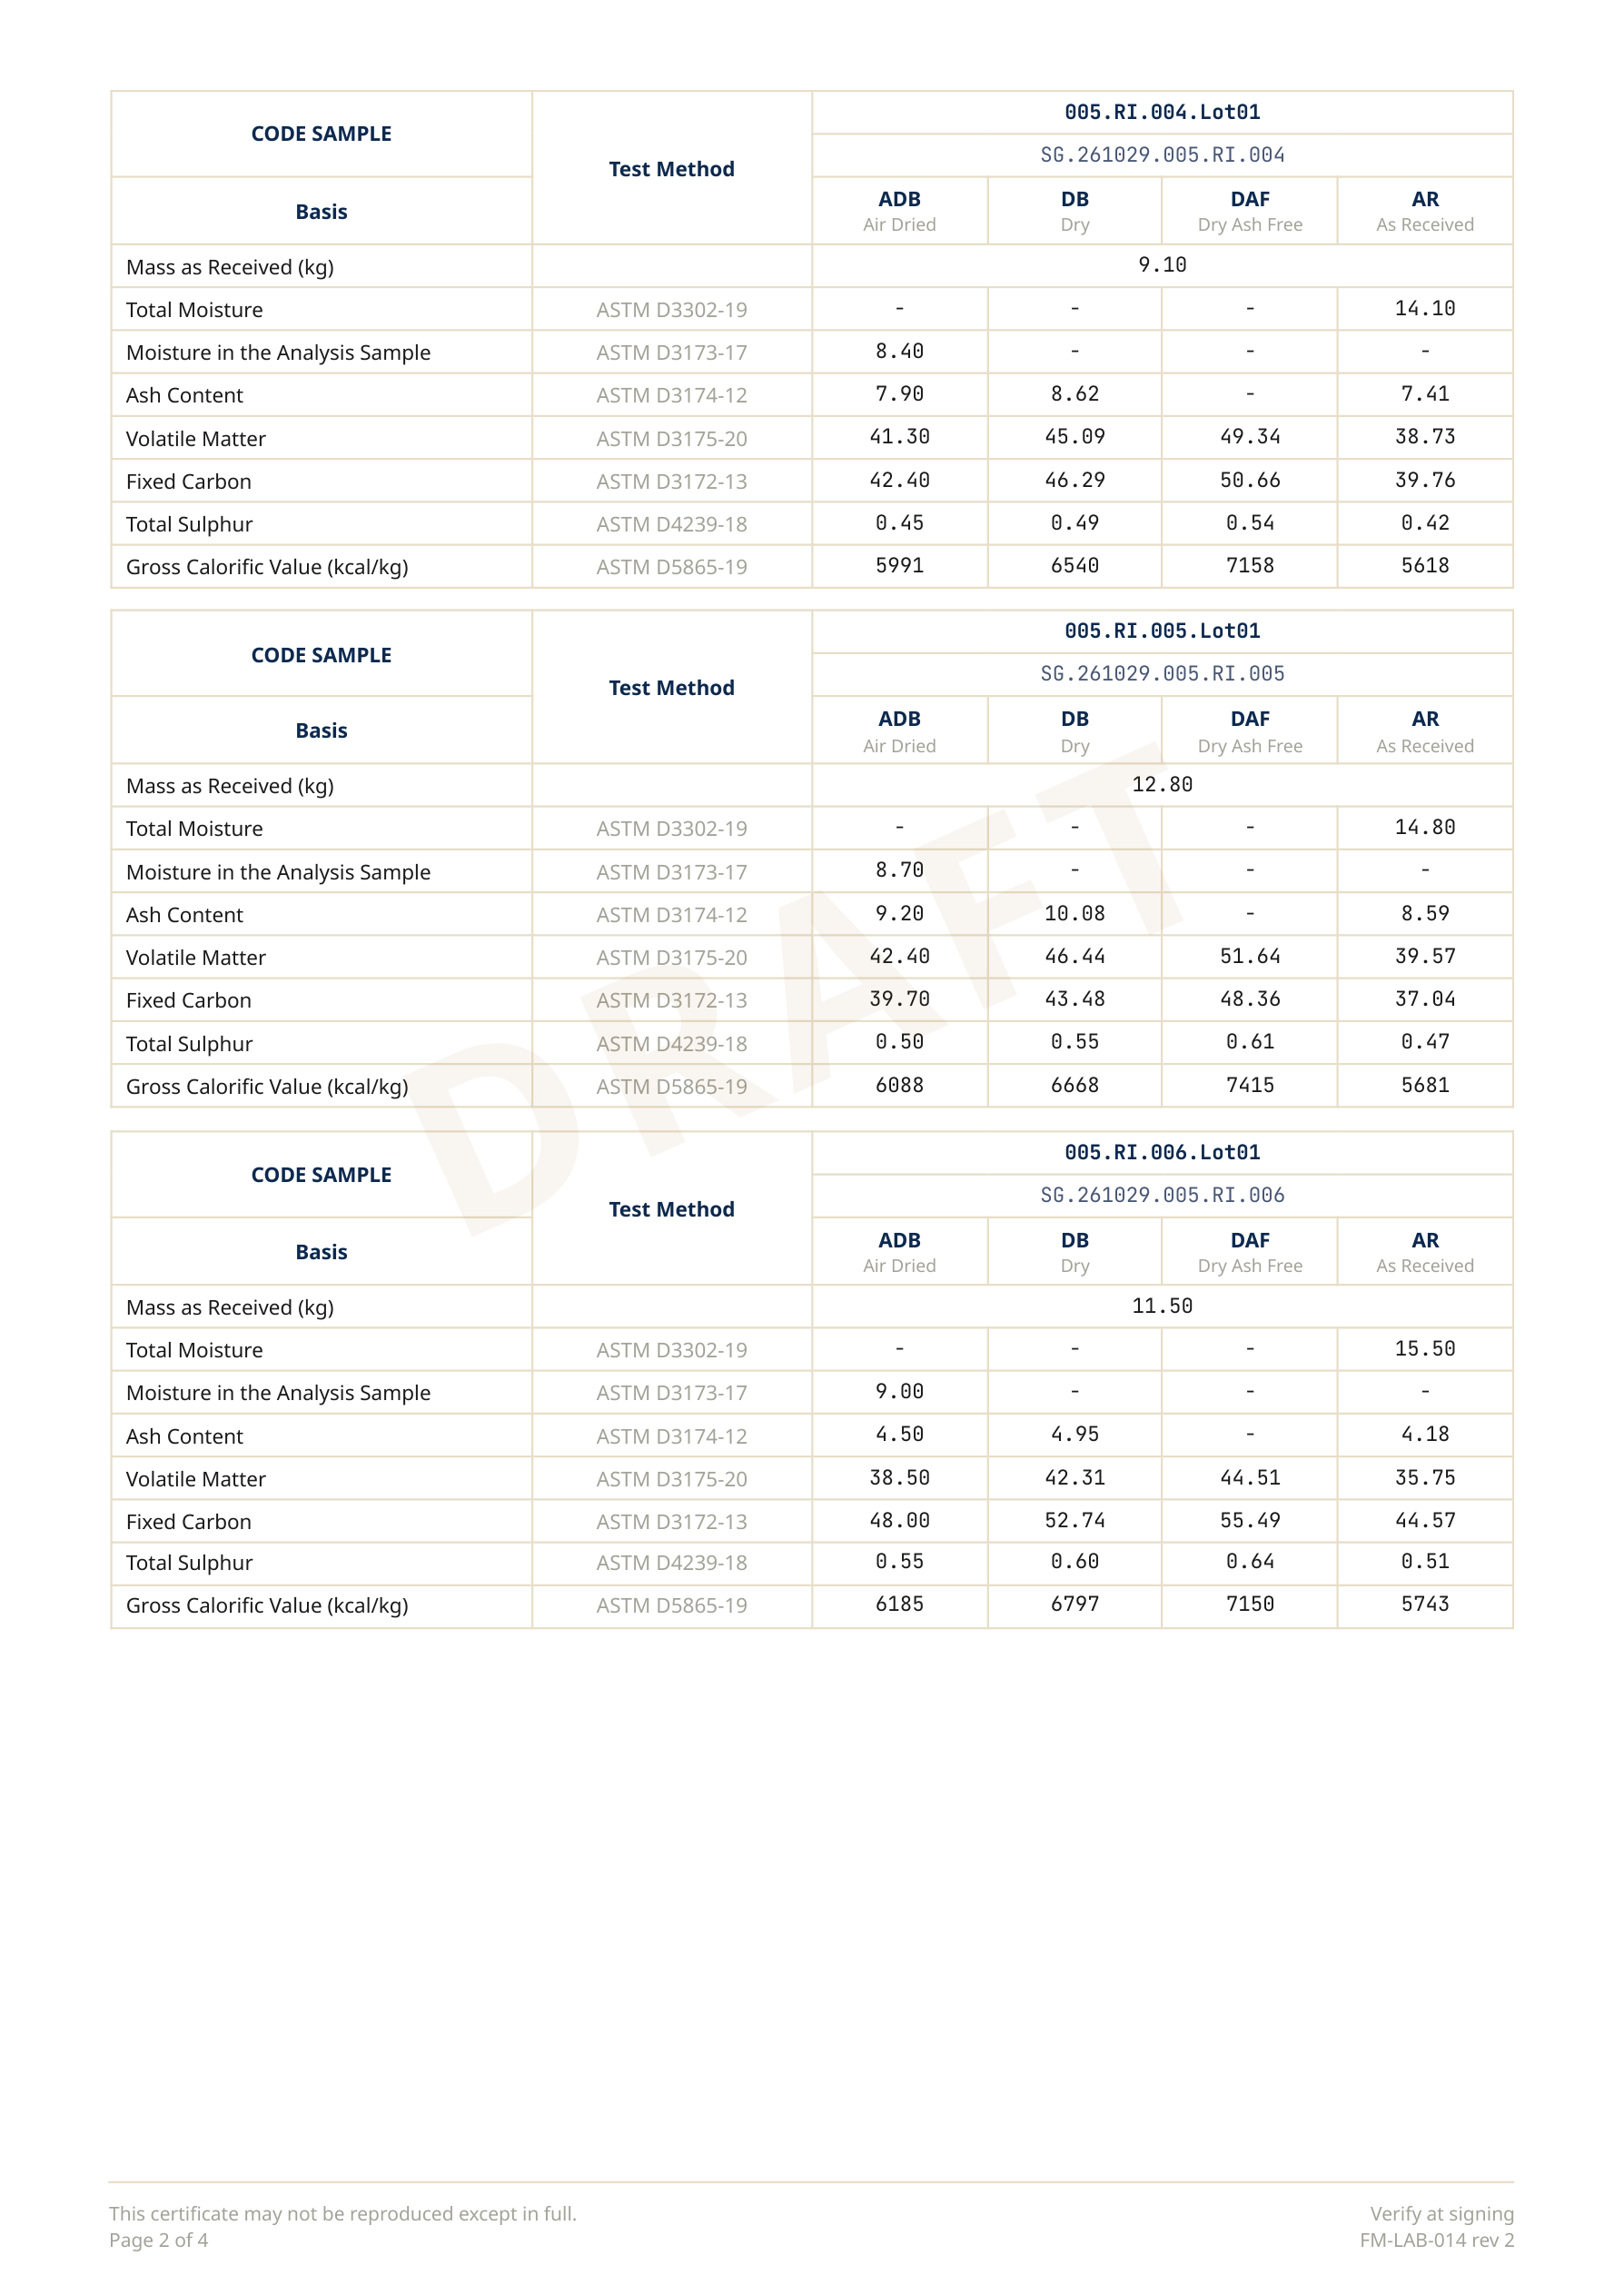 CODE SAMPLE Test Method 005.RI.004.Lot01
SG.261029.005.RI.004
Basis ADB DB DAF AR
Air Dried Dry Dry Ash Free As Received
Mass as Received (kg) 9.10
Total Moisture ASTM D3302-19 - - - 14.10
Moisture in the Analysis Sample ASTM D3173-17 8.40 - - -
Ash Content ASTM D3174-12 7.90 8.62 - 7.41
Volatile Matter ASTM D3175-20 41.30 45.09 49.34 38.73
Fixed Carbon ASTM D3172-13 42.40 46.29 50.66 39.76
Total Sulphur ASTM D4239-18 0.45 0.49 0.54 0.42
Gross Calorific Value (kcal/kg) ASTM D5865-19 5991 6540 7158 5618
CODE SAMPLE Test Method 005.RI.005.Lot01
SG.261029.005.RI.005
Basis ADB DB DAF AR
Air Dried Dry Dry Ash Free As Received
Mass as Received (kg) 12.80
Total Moisture ASTM D3302-19 - - - 14.80
Moisture in the Analysis Sample ASTM D3173-17 8.70 - - -
Ash Content ASTM D3174-12 9.20 10.08 - 8.59
Volatile Matter ASTM D3175-20 42.40 46.44 51.64 39.57
Fixed Carbon ASTM D3172-13 39.70 43.48 48.36 37.04
Total Sulphur ASTM D4239-18 0.50 0.55 0.61 0.47
Gross Calorific Value (kcal/kg) ASTM D5865-19 6088 6668 7415 5681
DRAFT
CODE SAMPLE Test Method 005.RI.006.Lot01
SG.261029.005.RI.006
Basis ADB DB DAF AR
Air Dried Dry Dry Ash Free As Received
Mass as Received (kg) 11.50
Total Moisture ASTM D3302-19 - - - 15.50
Moisture in the Analysis Sample ASTM D3173-17 9.00 - - -
Ash Content ASTM D3174-12 4.50 4.95 - 4.18
Volatile Matter ASTM D3175-20 38.50 42.31 44.51 35.75
Fixed Carbon ASTM D3172-13 48.00 52.74 55.49 44.57
Total Sulphur ASTM D4239-18 0.55 0.60 0.64 0.51
Gross Calorific Value (kcal/kg) ASTM D5865-19 6185 6797 7150 5743
This certificate may not be reproduced except in full. Verify at signing
Page 2 of 4 FM-LAB-014 rev 2